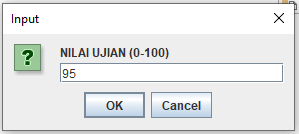 Input
NILAI UJIAN (0-100)
95
OK
Cancel